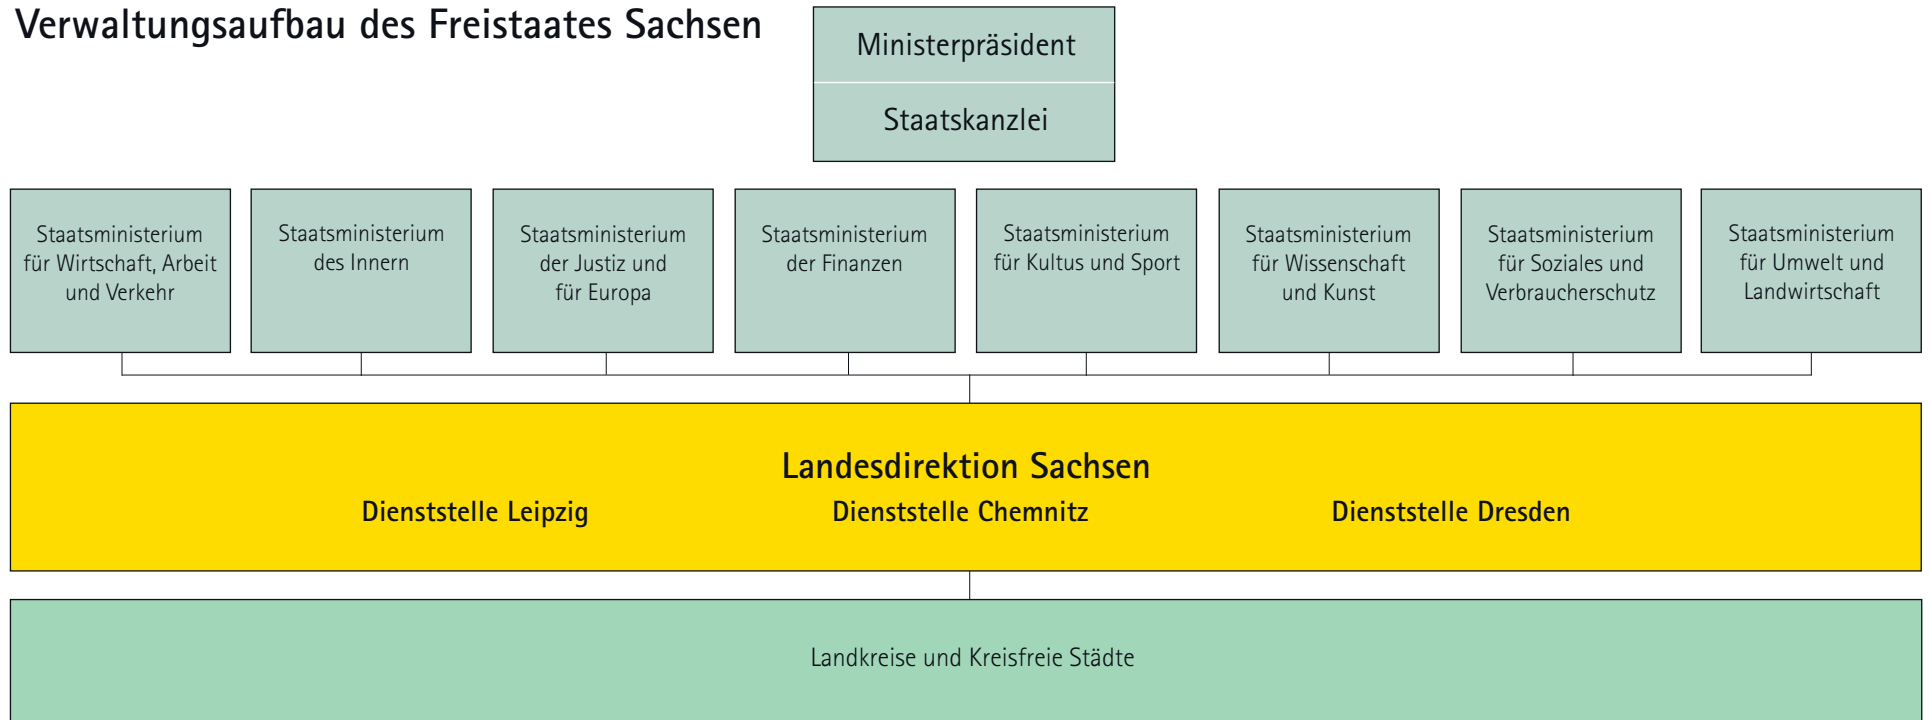 Verwaltungsaufbau des Freistaates Sachsen
Ministerpräsident
Staatskanzlei
Staatsministerium
für Wirtschaft, Arbeit
und Verkehr
Staatsministerium
des Innern
Staatsministerium
der Justiz und
für Europa
Staatsministerium
der Finanzen
Staatsministerium
für Kultus und Sport
Staatsministerium
für Wissenschaft
und Kunst
Staatsministerium
für Soziales und
Verbraucherschutz
Staatsministerium
für Umwelt und
Landwirtschaft
Landesdirektion Sachsen
Dienststelle Leipzig
Dienststelle Chemnitz
Dienststelle Dresden
Landkreise und Kreisfreie Städte